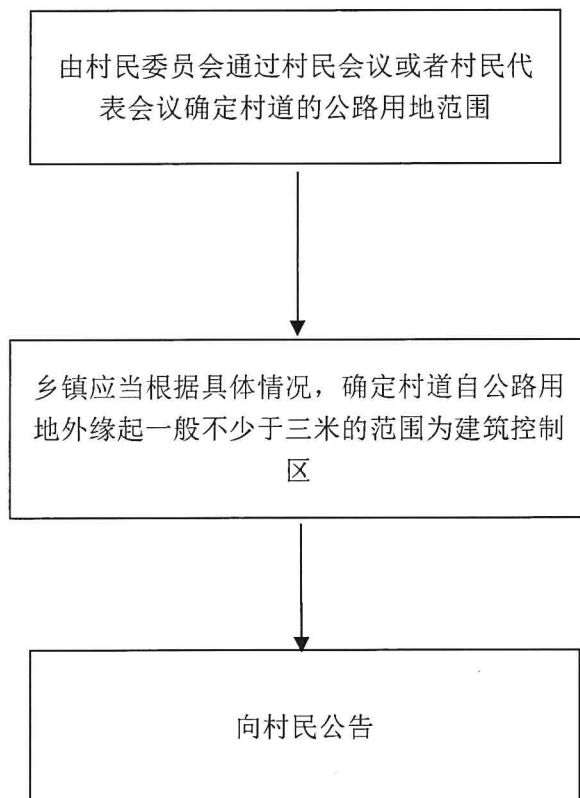 由村民委员会通过村民会议或者村民代
表会议确定村道的公路用地范围
乡镇应当根据具体情况，确定村道自公路用
地外缘起一般不少于三米的范围为建筑控制
区
向村民公告